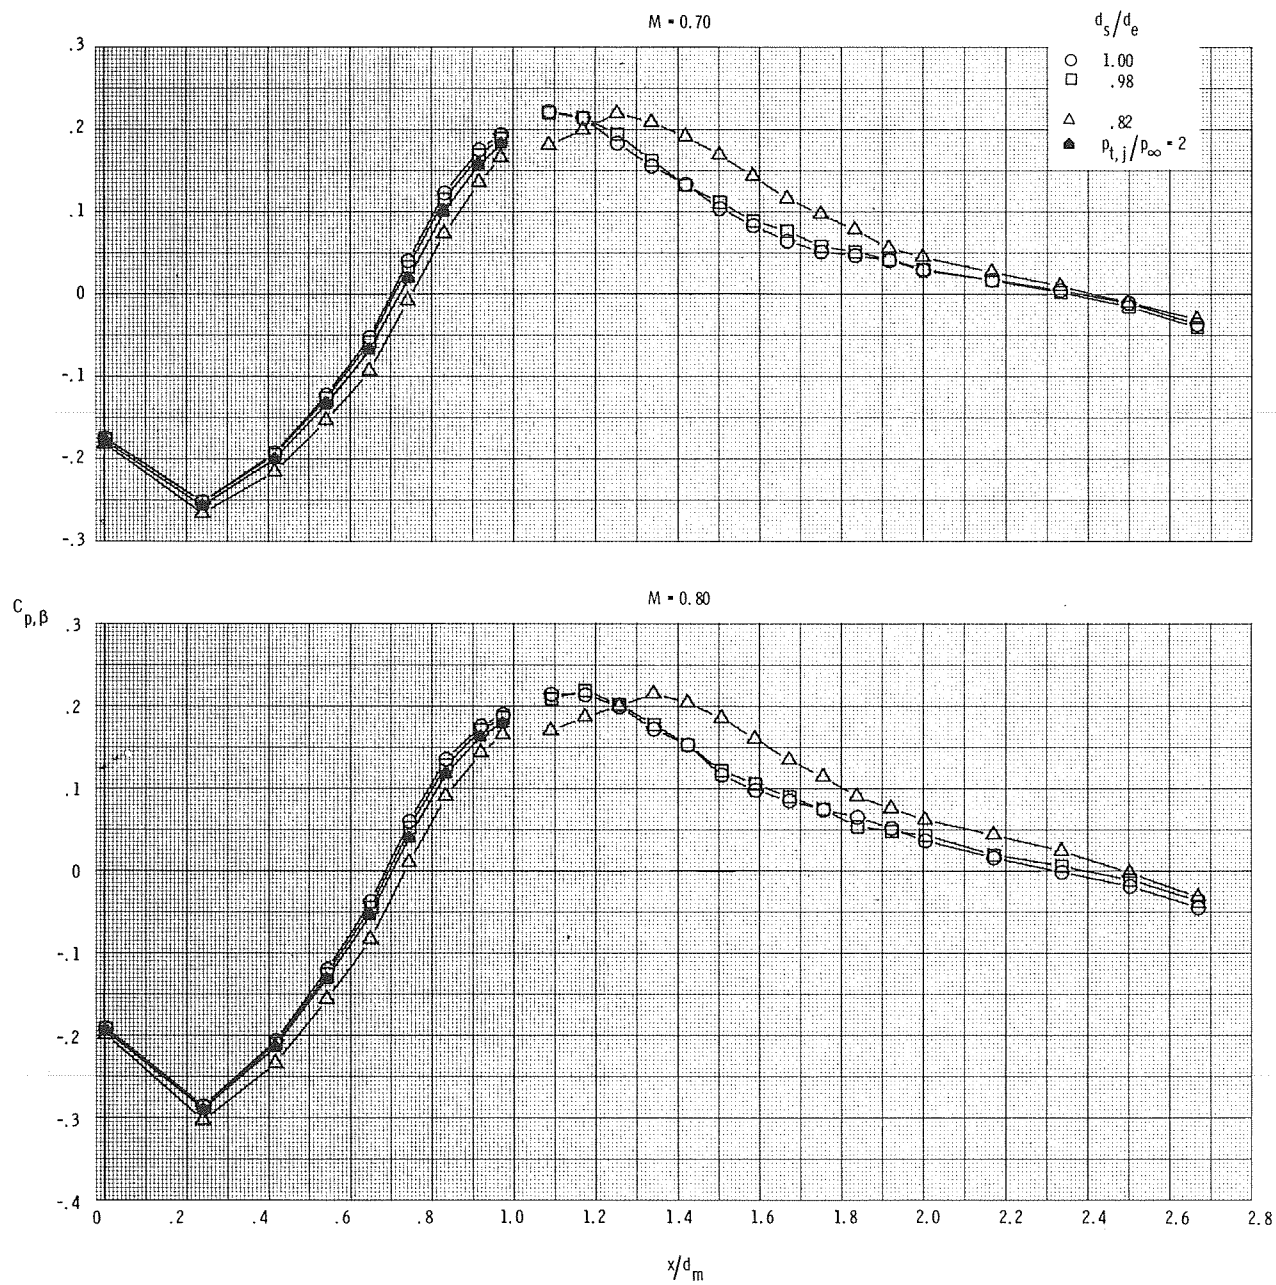 M = 0.70
d_s/d_e
1.00
.98
.82
p_t,j/p_∞ = 2
.3
.2
.1
0
-.1
-.2
-.3
M = 0.80
C_p,β
.3
.2
.1
0
-.1
-.2
-.3
-.4
0 .2 .4 .6 .8 1.0 1.2 1.4 1.6 1.8 2.0 2.2 2.4 2.6 2.8
x/d_m